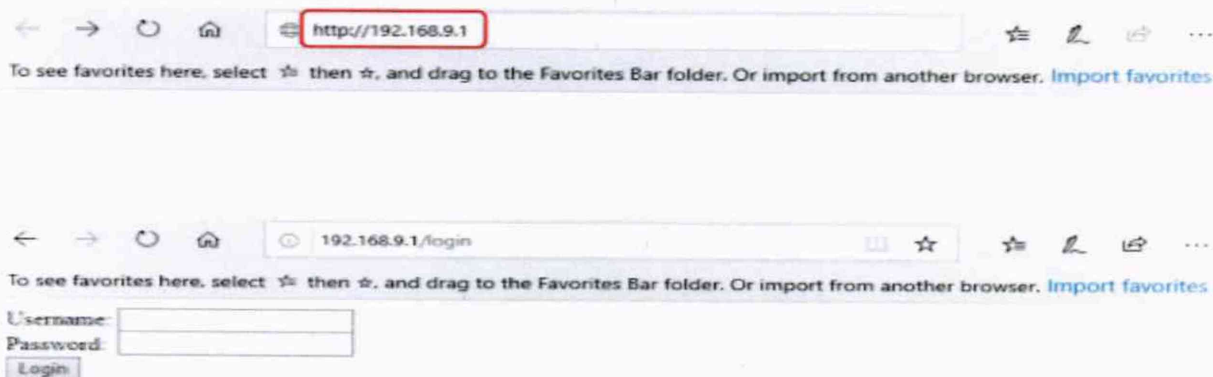 http://192.168.9.1
To see favorites here, select then , and drag to the Favorites Bar folder. Or import from another browser. Import favorites
192.168.9.1/login
To see favorites here, select then , and drag to the Favorites Bar folder. Or import from another browser. Import favorites
Username:
Password:
Login